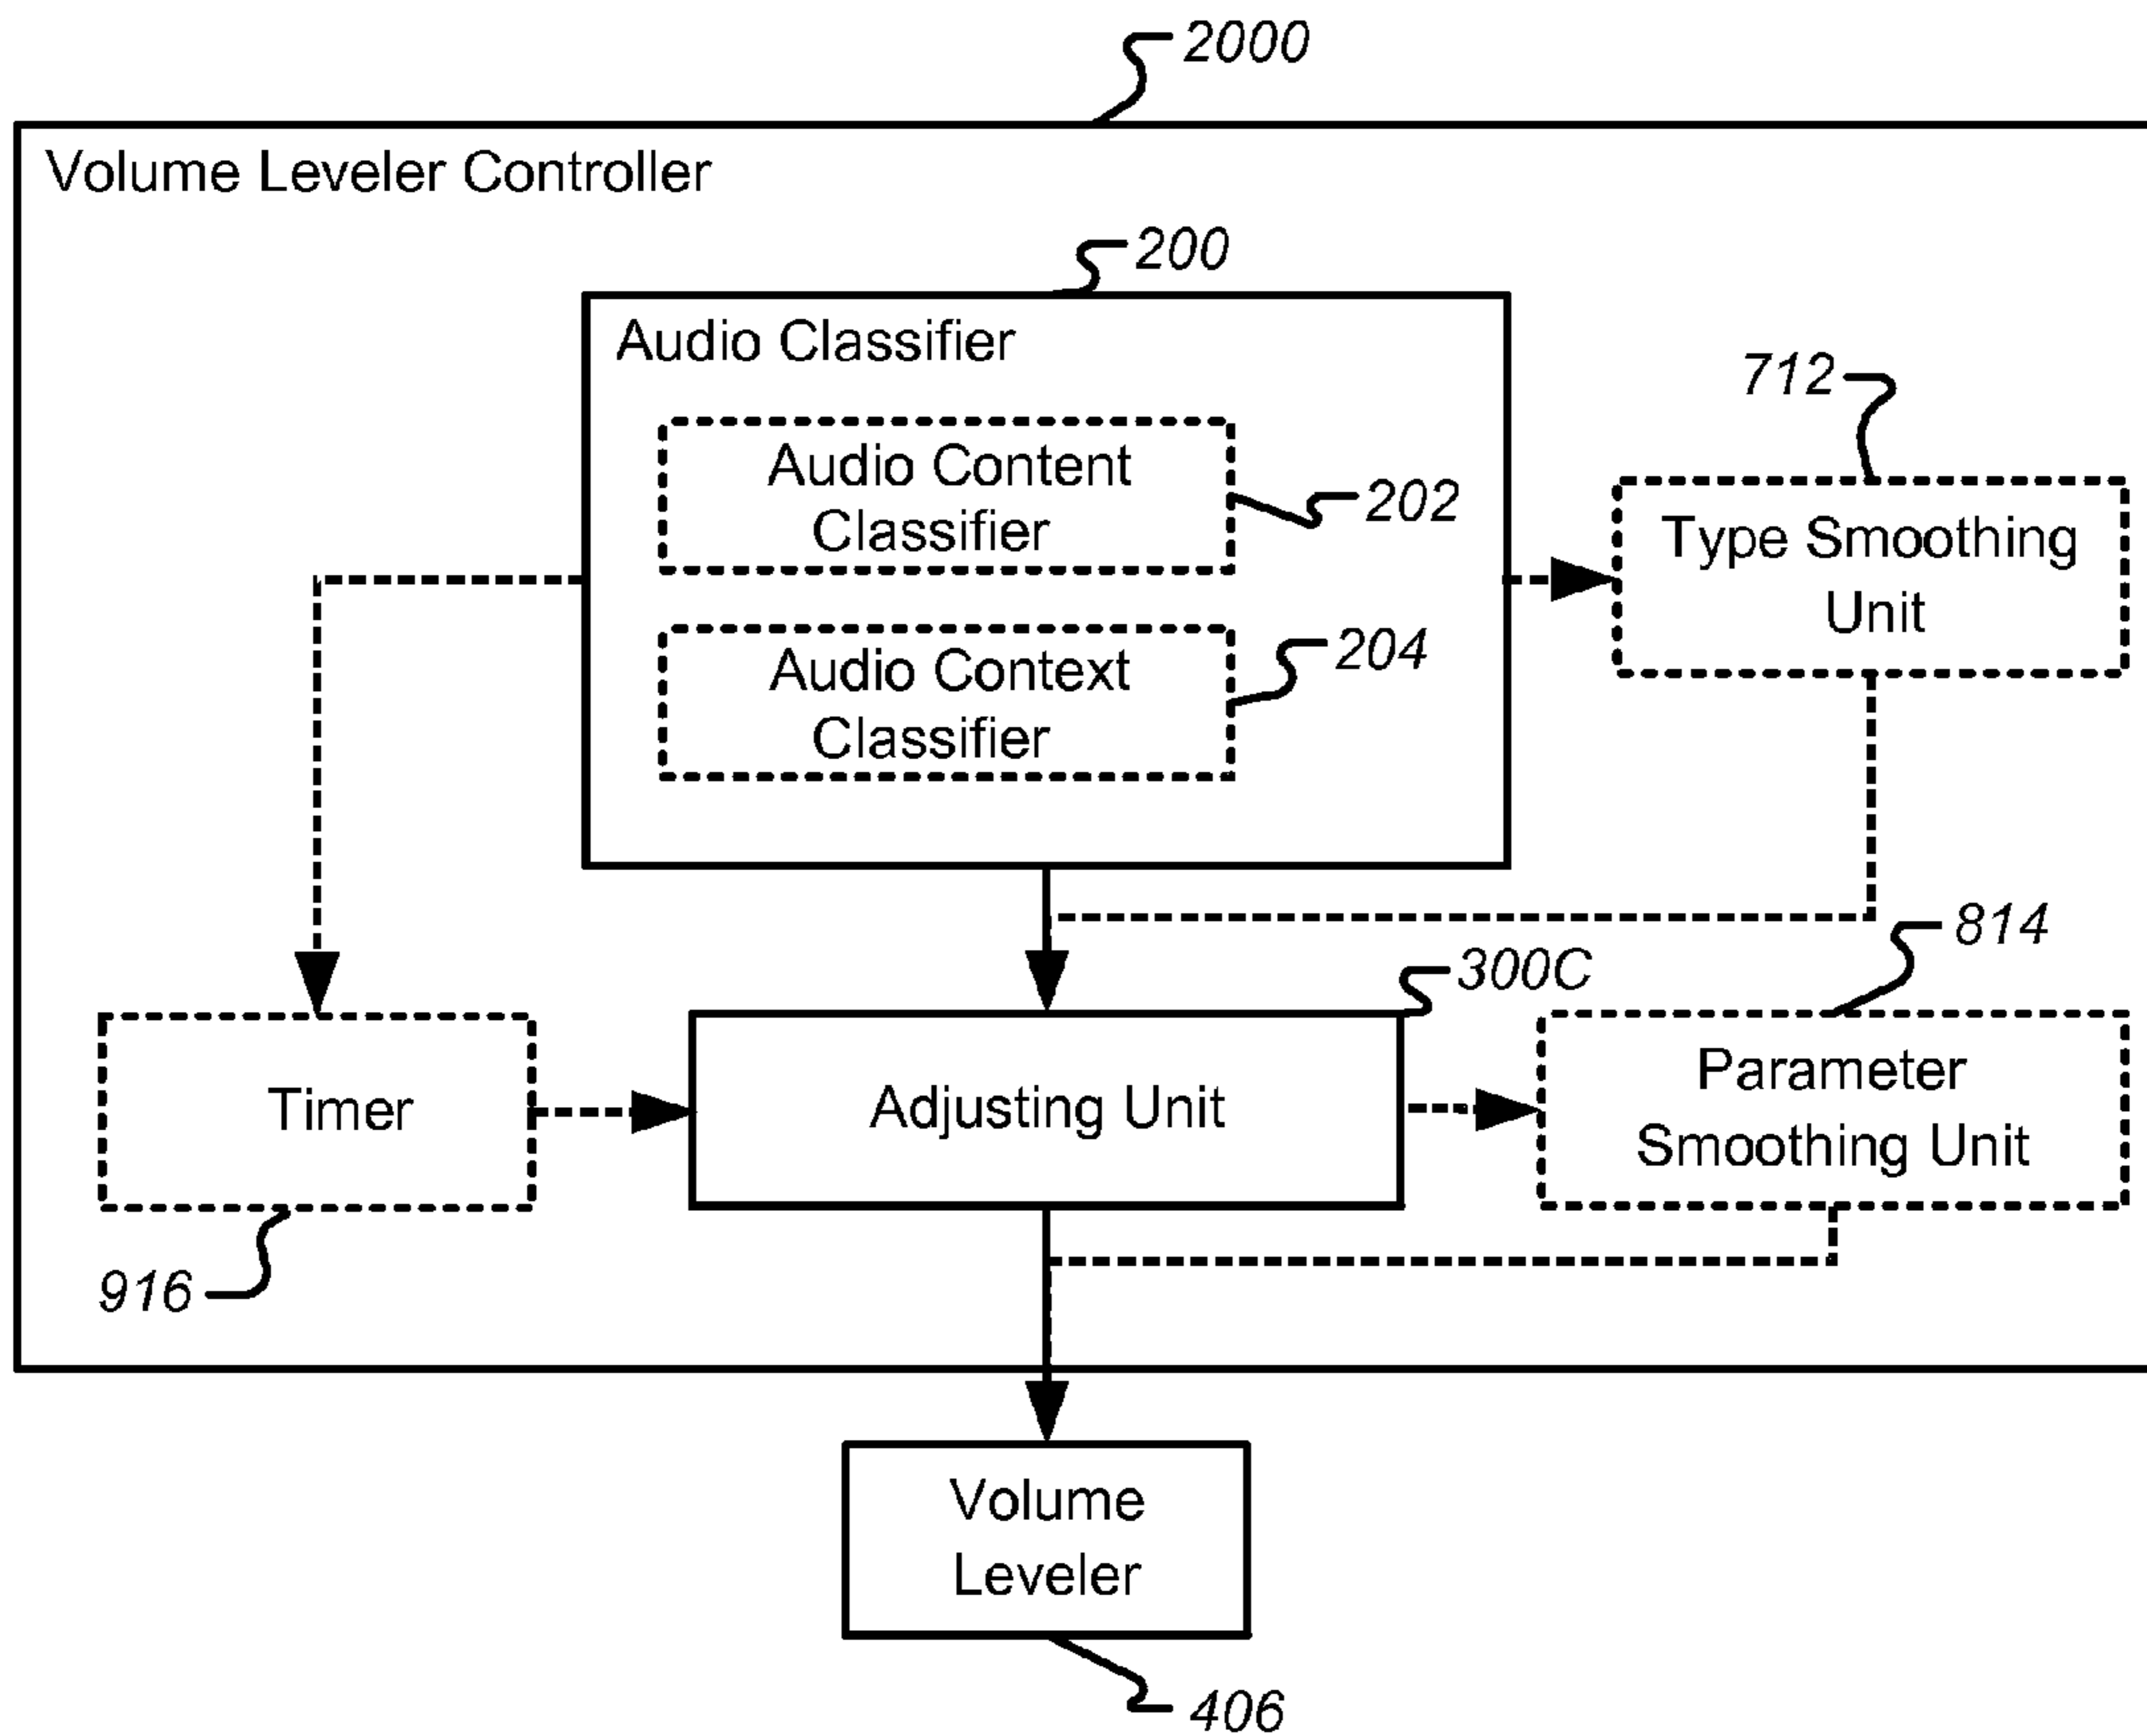 2000
Volume Leveler Controller
200
Audio Classifier
712
Audio Content
Classifier
202
Type Smoothing
Unit
204
Audio Context
Classifier
814
300C
Timer
Adjusting Unit
Parameter
Smoothing Unit
916
Volume
Leveler
406